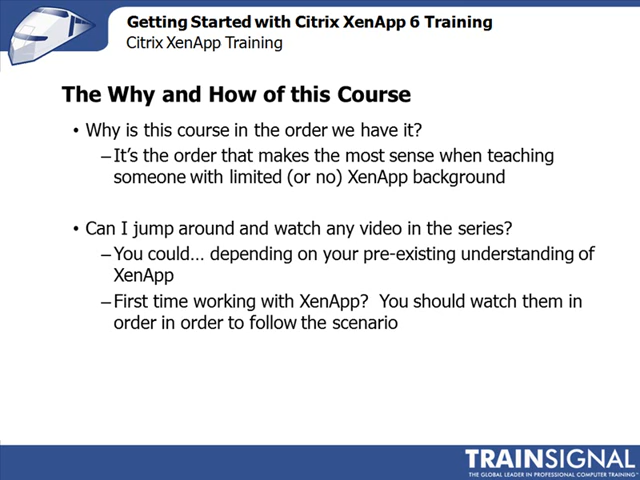 Getting Started with Citrix XenApp 6 Training
Citrix XenApp Training
The Why and How of this Course
• Why is this course in the order we have it?
– It's the order that makes the most sense when teaching
someone with limited (or no) XenApp background
• Can I jump around and watch any video in the series?
– You could… depending on your pre-existing understanding of
XenApp
– First time working with XenApp? You should watch them in
order in order to follow the scenario
TRAINSIGNAL
THE GLOBAL LEADER IN PROFESSIONAL COMPUTER TRAINING™